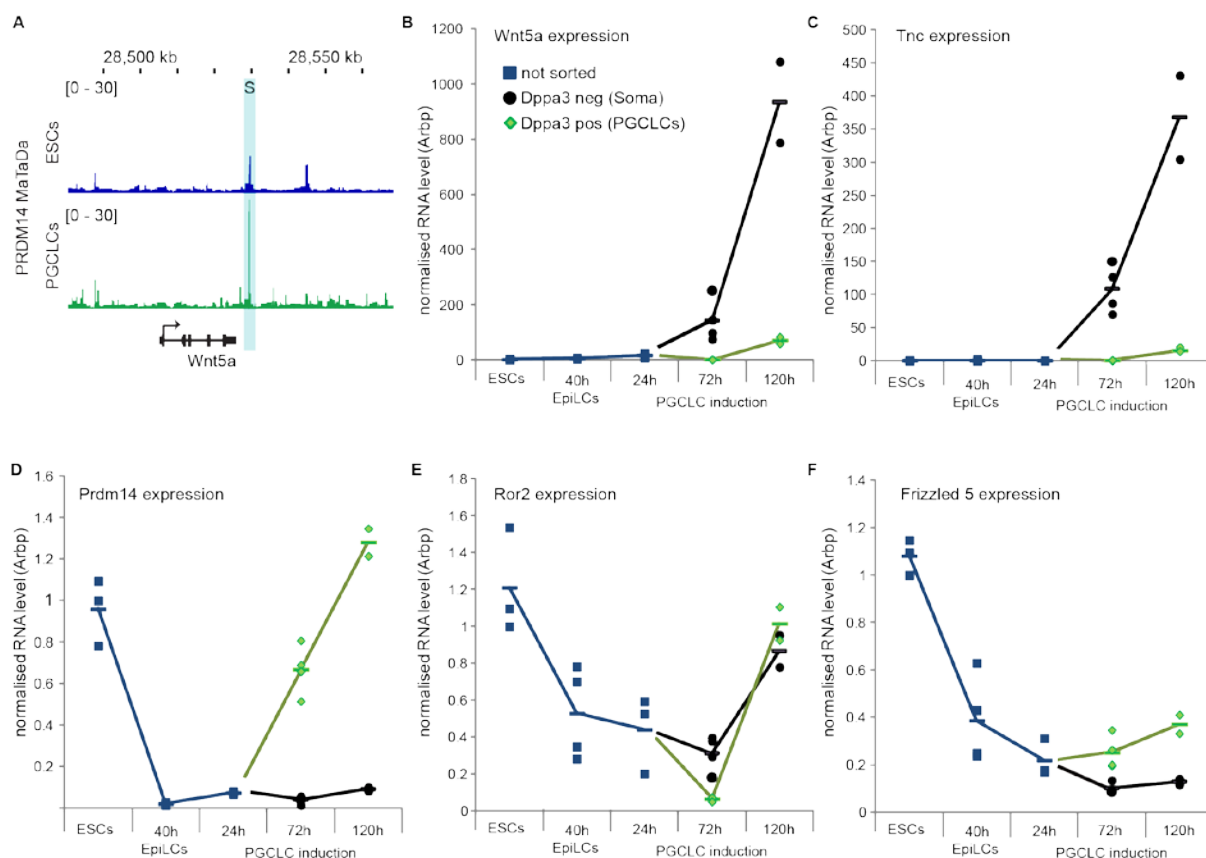 A
28,500 kb 28,550 kb
[0 - 30]
S
ESCs
PRDM14 MaTaDa
[0 - 30]
PGCLCs
Wnt5a
B
Wnt5a expression
not sorted
Dppa3 neg (Soma)
Dppa3 pos (PGCLCs)
normalised RNA level (Arbp)
1200
1000
800
600
400
200
0
ESCs 40h 24h 72h 120h
EpiLCs PGCLC induction
C
Tnc expression
normalised RNA level (Arbp)
500
450
400
350
300
250
200
150
100
50
0
ESCs 40h 24h 72h 120h
EpiLCs PGCLC induction
D
Prdm14 expression
normalised RNA level (Arbp)
1.6
1.4
1.2
1
0.8
0.6
0.4
0.2
ESCs 40h 24h 72h 120h
EpiLCs PGCLC induction
E
Ror2 expression
normalised RNA level (Arbp)
1.8
1.6
1.4
1.2
1
0.8
0.6
0.4
0.2
0
ESCs 40h 24h 72h 120h
EpiLCs PGCLC induction
F
Frizzled 5 expression
normalised RNA level (Arbp)
1.4
1.2
1
0.8
0.6
0.4
0.2
0
ESCs 40h 24h 72h 120h
EpiLCs PGCLC induction